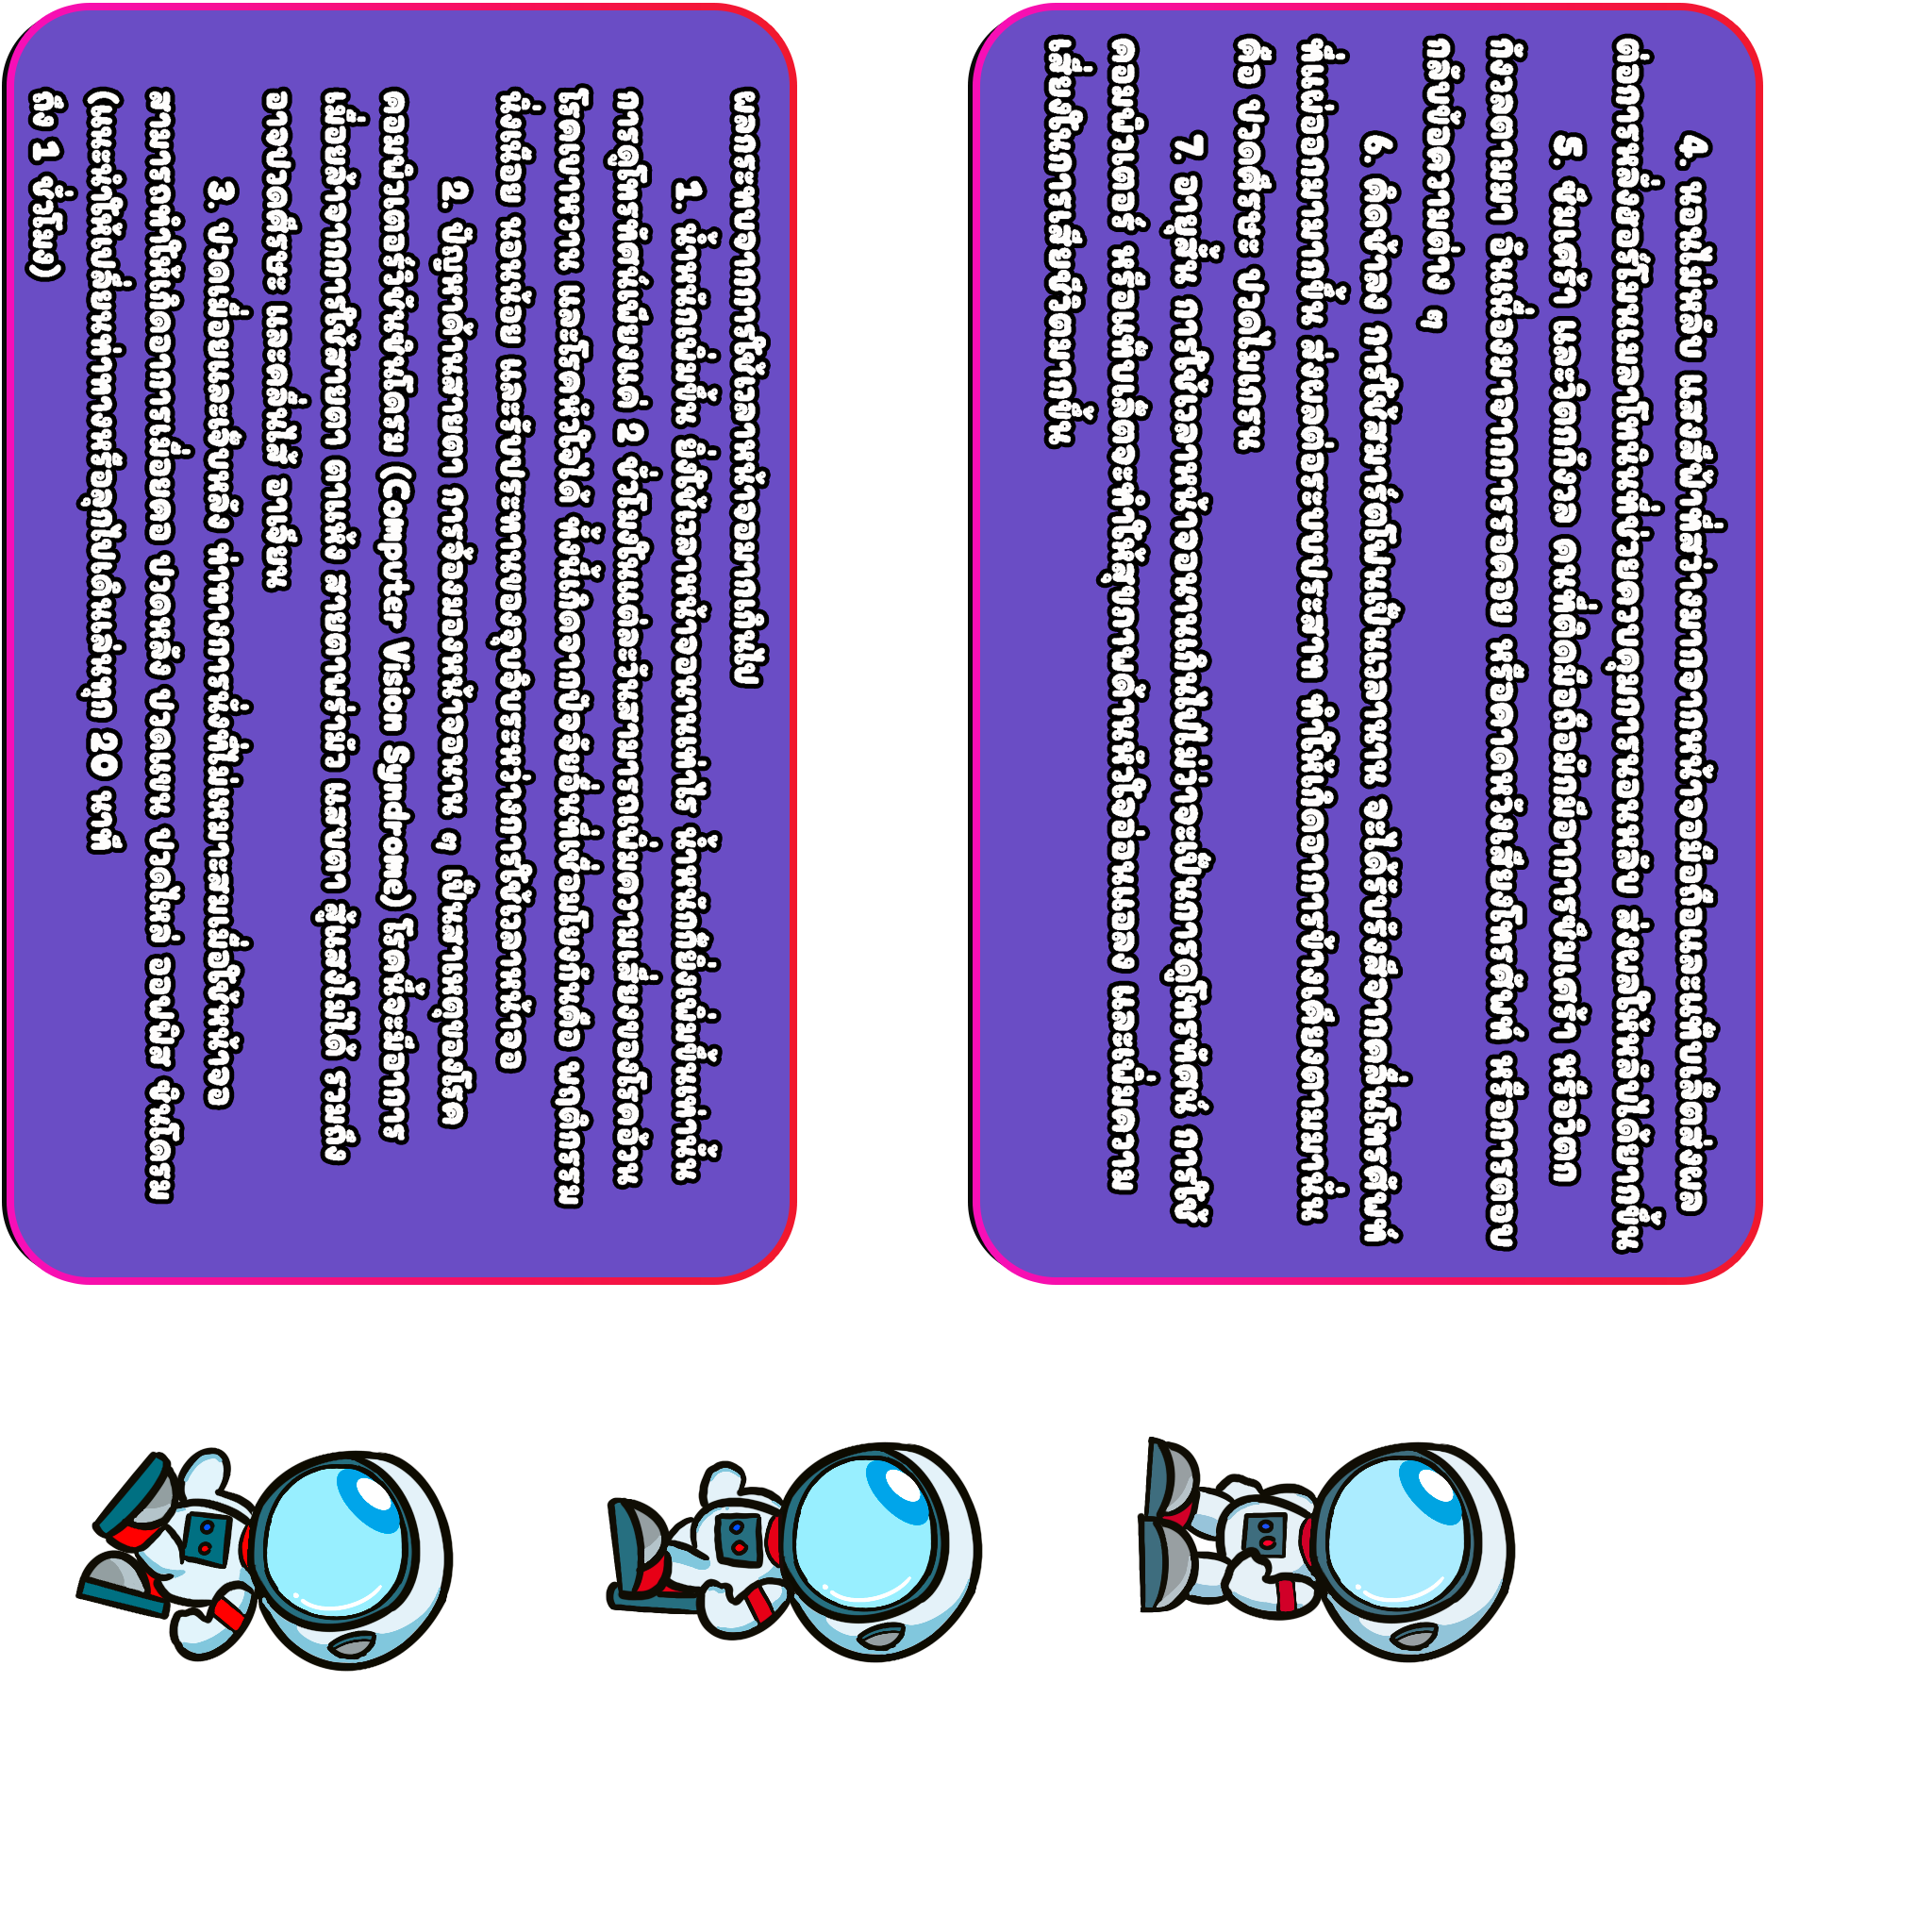 ผลกระทบจากการใช้เวลาหน้าจอมากเกินไป
1. น้ำหนักเพิ่มขึ้น ยิ่งใช้เวลาหน้าจอนานเท่าไร น้ำหนักก็ยิ่งเพิ่มขึ้นเท่านั้น
การดูโทรทัศน์เพียงแค่ 2 ชั่วโมงในแต่ละวันสามารถเพิ่มความเสี่ยงของโรคอ้วน
โรคเบาหวาน และโรคหัวใจได้ ทั้งนี้เกิดจากปัจจัยอื่นที่เชื่อมโยงกันคือ พฤติกรรม
เนือย นอนน้อย และรับประทานของจุบจิบระหว่างการใช้เวลาหน้าจอ
2. ปัญหาด้านสายตา การจ้องมองหน้าจอนาน ๆ เป็นสาเหตุของโรค
คอมพิวเตอร์วิชันซินโดรม (Computer Vision Syndrome) โรคนี้จะมีอาการ
เมื่อยล้าจากการใช้สายตา ตาแห้ง สายตาพร่ามัว แสบตา สู้แสงไม่ได้ รวมถึง
อาจปวดศีรษะ และคลื่นไส้ อาเจียน
3. ปวดเมื่อยและเจ็บหลัง ท่าทางการนั่งที่ไม่เหมาะสมเมื่อใช้หน้าจอ
สามารถทำให้เกิดอาการเมื่อยคอ ปวดหลัง ปวดแขน ปวดไหล่ ออฟฟิศ ซินโดรม
(แนะนำให้เปลี่ยนท่าทางหรือลุกไปเดินเล่นทุก 20 นาที
ถึง 1 ชั่วโมง)
4. นอนไม่หลับ แสงสีฟ้าที่สว่างมาจากหน้าจอมือถือและแท็บเล็ตส่งผล
ต่อการหลั่งฮอร์โมนเมลาโทนินที่ช่วยควบคุมการนอนหลับ ส่งผลให้หลับได้ยากขึ้น
5. ซึมเศร้า และวิตกกังวล คนที่ติดมือถือมักมีอาการซึมเศร้า หรือวิตก
กังวลตามมา อันเนื่องมาจากการรอคอย หรือคาดหวังเสียงโทรศัพท์ หรือการตอบ
กลับข้อความต่าง ๆ
6. ติดจ้าง การใช้สมาร์ตโฟนเป็นเวลานาน จะได้รับรังสีจากคลื่นโทรศัพท์
ที่แผ่ออกมามากขึ้น ส่งผลต่อระบบประสาท ทำให้เกิดอาการข้างเคียงตามมาเช่น
คือ ปวดศีรษะ ปวดไมเกรน
7. อายุสั้น การใช้เวลาหน้าจอนานเกินไปไม่ว่าจะเป็นการดูโทรทัศน์ การใช้
คอมพิวเตอร์ หรือแท็บเล็ตจะทำให้สุขภาพด้านหัวใจอ่อนแอลง และเพิ่มความ
เสี่ยงในการเสียชีวิตมากขึ้น